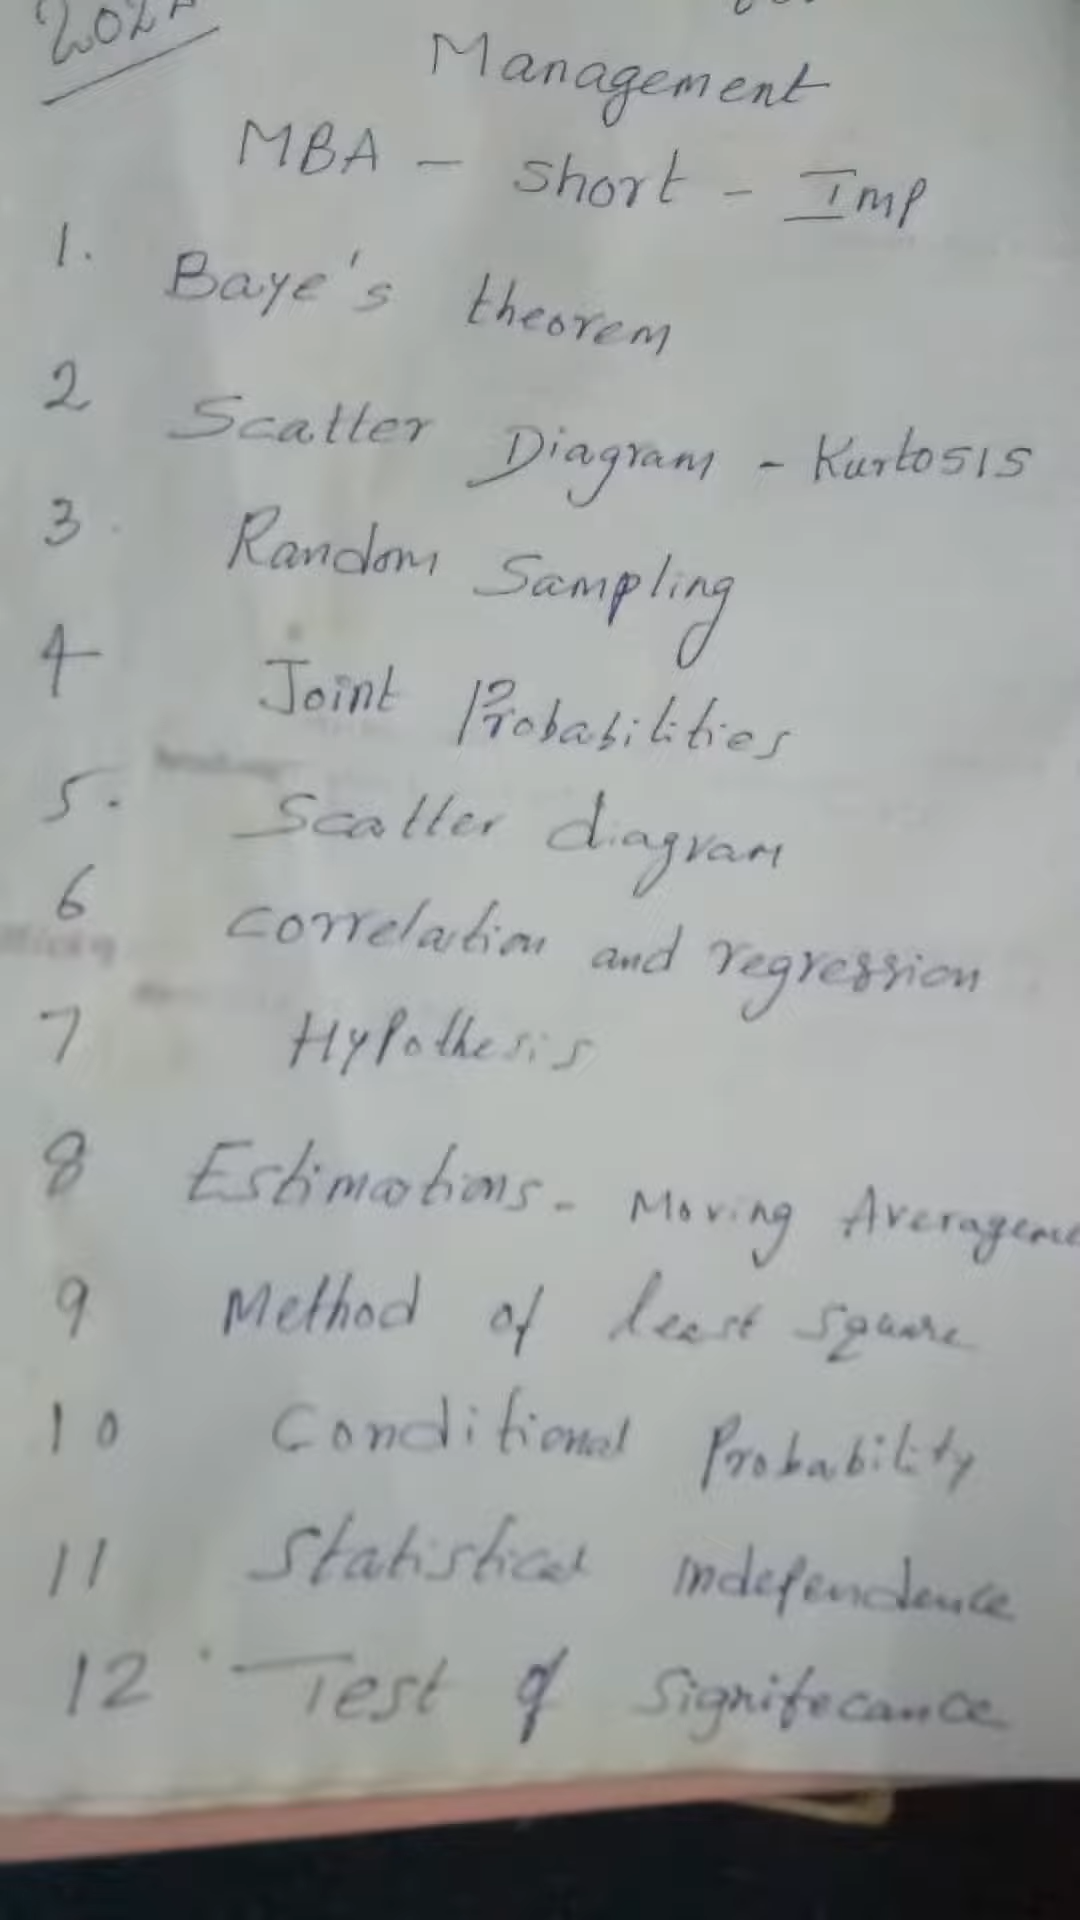 Management
MBA - Short - Imp
1. Baye's theorem
2 Scatter Diagram - Kurtosis
3. Random Sampling
4 Joint Probabilities
5. Scatter diagram
6 Correlation and regression
7 Hypothesis
8 Estimations - Moving
9 Method of least square
10 Conditional Probability
11 Statistical independence
12. Test of Signifecance